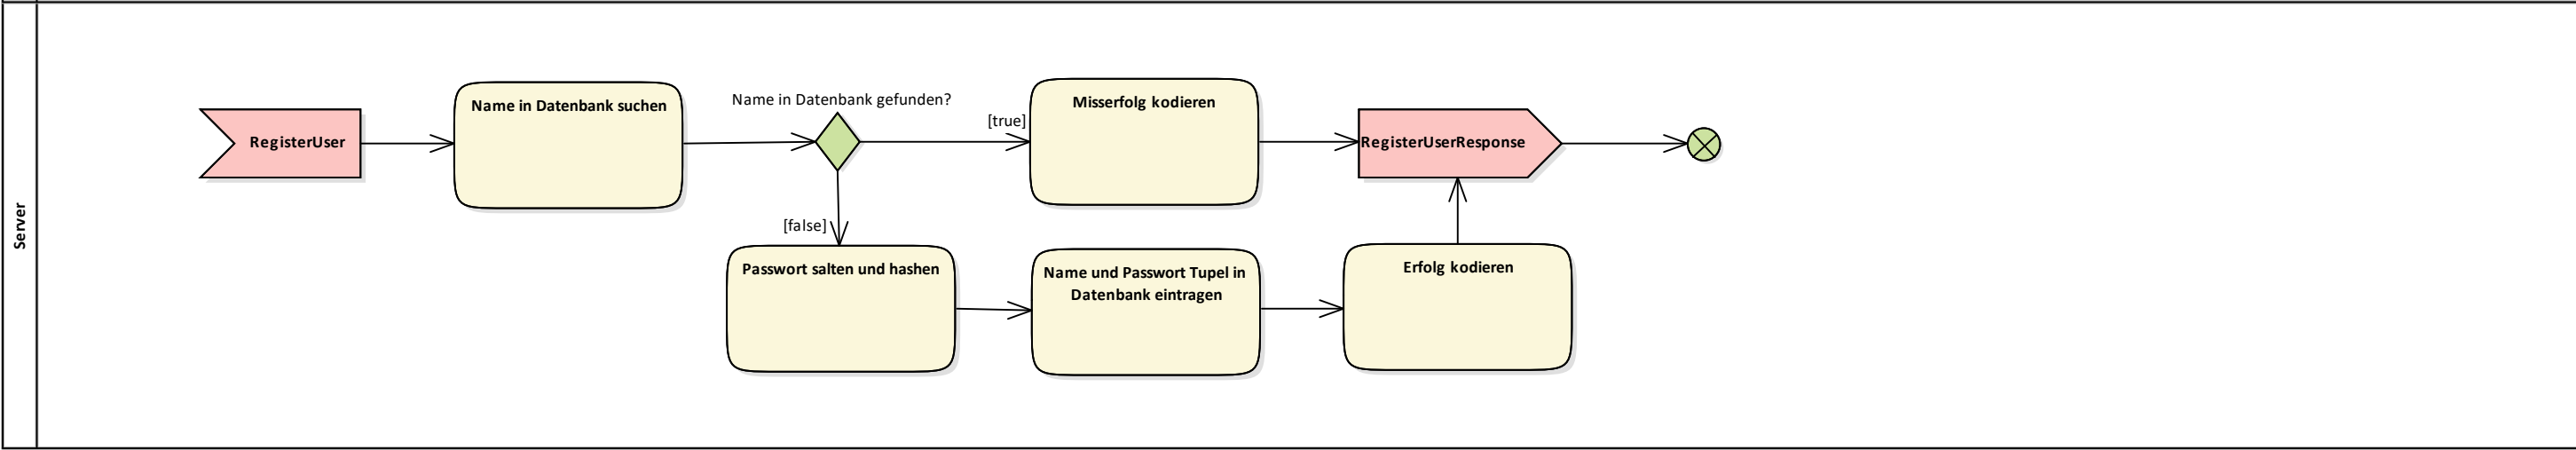 Server
RegisterUser
Name in Datenbank suchen
Name in Datenbank gefunden?
[true]
Misserfolg kodieren
RegisterUserResponse
[false]
Passwort salten und hashen
Name und Passwort Tupel in
Datenbank eintragen
Erfolg kodieren